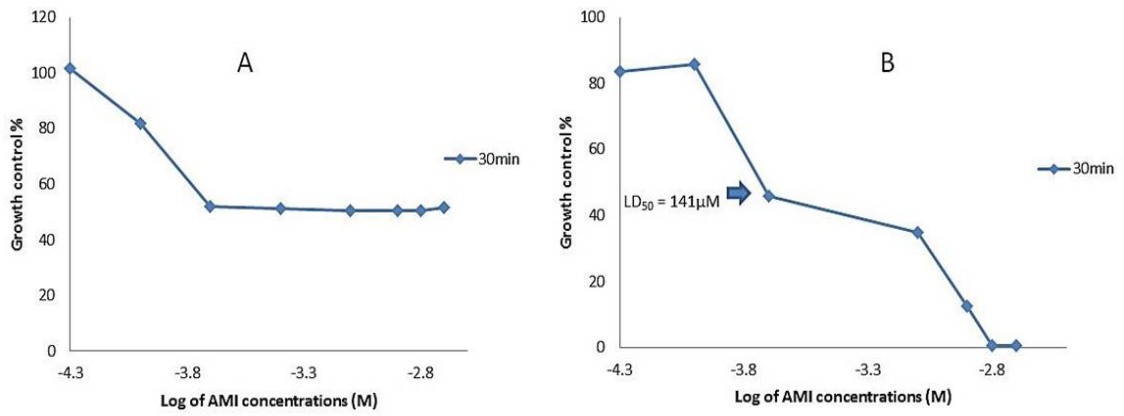 120
100
80
60
40
20
0
-4.3 -3.8 -3.3 -2.8
Growth control %
Log of AMI concentrations (M)
A
30min
100
80
60
40
20
0
-4.3 -3.8 -3.3 -2.8
Growth control %
Log of AMI concentrations (M)
B
LD₅₀ = 141µM
30min